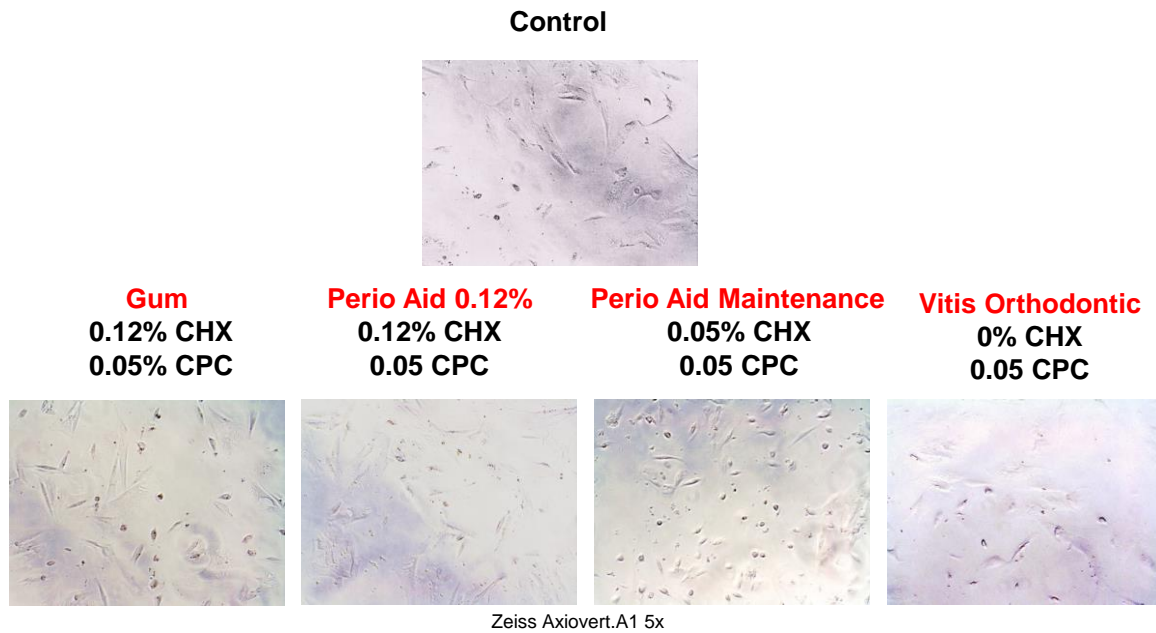 Control
Gum
0.12% CHX
0.05% CPC
Perio Aid 0.12%
0.12% CHX
0.05 CPC
Perio Aid Maintenance
0.05% CHX
0.05 CPC
Vitis Orthodontic
0% CHX
0.05 CPC
Zeiss Axiovert.A1 5x